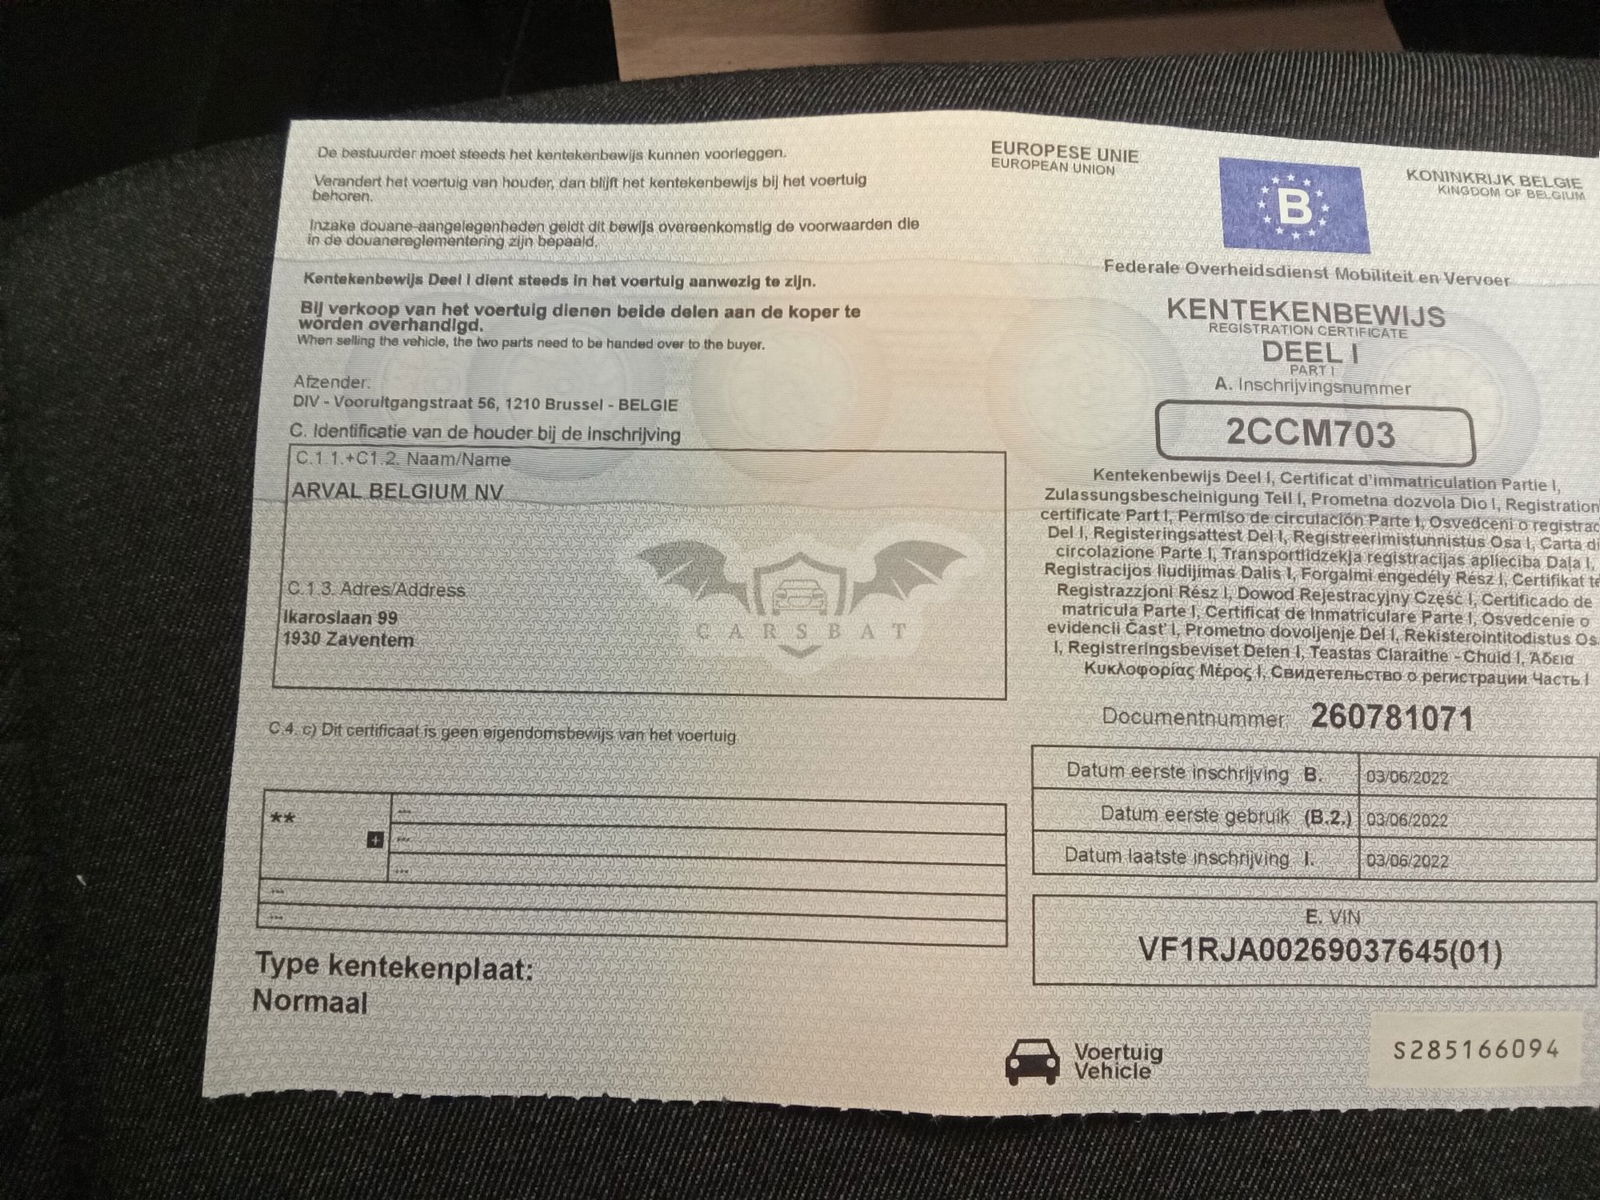 De bestuurder moet steeds het kentekenbewijs kunnen voorleggen.
Verandert het voertuig van houder, dan blijft het kentekenbewijs bij het voertuig
behoren.
Inzake douane-aangelegenheden geldt dit bewijs overeenkomstig de voorwaarden die
in de douanereglementering zijn bepaald.
Kentekenbewijs Deel I dient steeds in het voertuig aanwezig te zijn.
Bij verkoop van het voertuig dienen beide delen aan de koper te
worden overhandigd.
When selling the vehicle, the two parts need to be handed over to the buyer.
Afzender:
DIV - Vooruitgangstraat 56, 1210 Brussel - BELGIE
C. Identificatie van de houder bij de inschrijving
C.1.1.+C1.2. Naam/Name
ARVAL BELGIUM NV
C.1.3. Adres/Address
Ikaroslaan 99
1930 Zaventem
CARSBAT
C.4. c) Dit certificaat is geen eigendomsbewijs van het voertuig
**
+
---
---
---
---
---
Type kentekenplaat:
Normaal
EUROPESE UNIE
EUROPEAN UNION
B
KONINKRIJK BELGIE
KINGDOM OF BELGIUM
Federale Overheidsdienst Mobiliteit en Vervoer
KENTEKENBEWIJS
REGISTRATION CERTIFICATE
DEEL I
PART I
A. Inschrijvingsnummer
2CCM703
Kentekenbewijs Deel I, Certificat d'immatriculation Partie I,
Zulassungsbescheinigung Teil I, Prometna dozvola Dio I, Registration
certificate Part I, Permiso de circulación Parte I, Osvedceni o registrac
Del I, Registeringsattest Del I, Registreerimistunnistus Osa I, Carta di
circolazione Parte I, Transportlidzekja registracijas aplieciba Daļa I,
Registracijos liudijimas Dalis I, Forgalmi engedély Rész I, Certifikat ta
Registrazzjoni Rész I, Dowod Rejestracyjny Część I, Certificado de
matricula Parte I, Certificat de Inmatriculare Parte I, Osvedcenie o
evidencii Čast' I, Prometno dovoljenje Del I, Rekisterointitodistus Os
I, Registreringsbeviset Delen I, Teastas Claraithe - Chuid I, Άδεια
Κυκλοφορίας Μέρος I, Свидетельство о регистрации Часть I
Documentnummer 260781071
Datum eerste inschrijving B. 03/06/2022
Datum eerste gebruik (B.2.) 03/06/2022
Datum laatste inschrijving I. 03/06/2022
E. VIN
VF1RJA00269037645(01)
Voertuig
Vehicle
S285166094